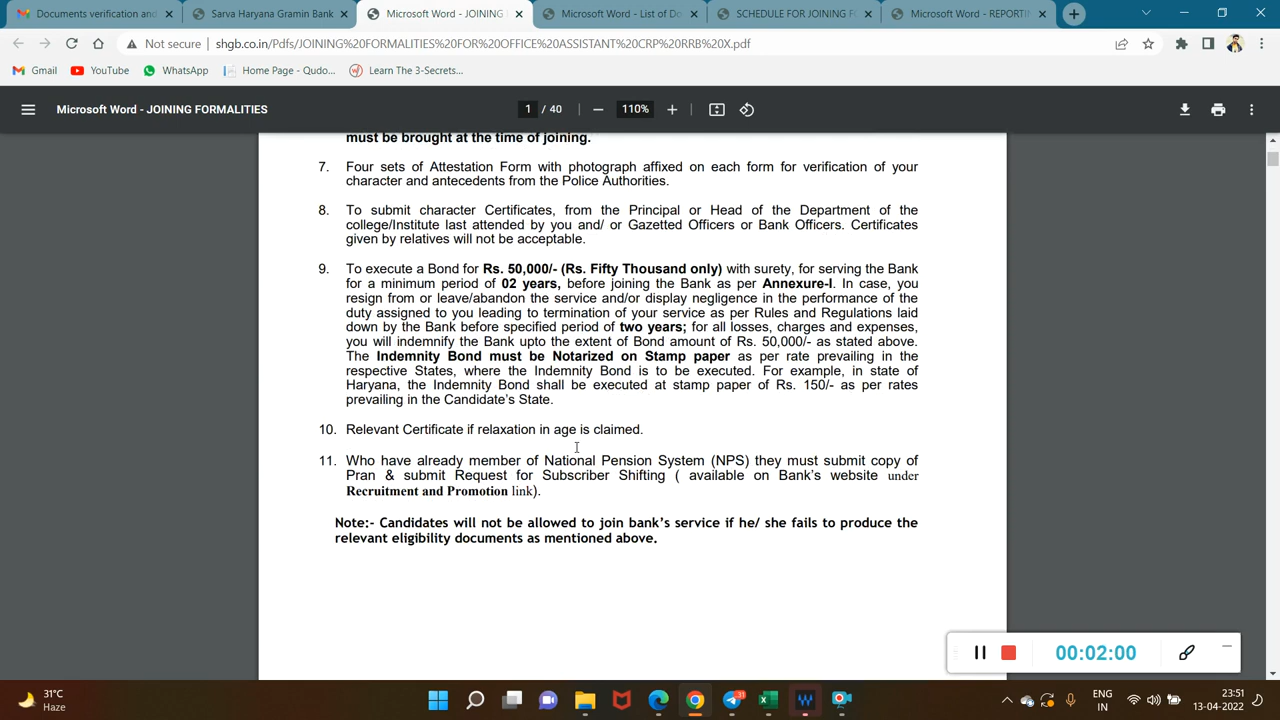 Documents verification and
Sarva Haryana Gramin Bank
Microsoft Word - JOINING
Microsoft Word - List of Do
SCHEDULE FOR JOINING F
Microsoft Word - REPORTIN
Not secure
shgb.co.in/Pdfs/JOINING%20FORMALITIES%20FOR%20OFFICE%20ASSISTANT%20CRP%20RRB%20X.pdf
Gmail
YouTube
WhatsApp
Home Page - Qudo...
Learn The 3-Secrets...
Microsoft Word - JOINING FORMALITIES
1 / 40
110%
must be brought at the time of joining.
7. Four sets of Attestation Form with photograph affixed on each form for verification of your
character and antecedents from the Police Authorities.
8. To submit character Certificates, from the Principal or Head of the Department of the
college/Institute last attended by you and/ or Gazetted Officers or Bank Officers. Certificates
given by relatives will not be acceptable.
9. To execute a Bond for Rs. 50,000/- (Rs. Fifty Thousand only) with surety, for serving the Bank
for a minimum period of 02 years, before joining the Bank as per Annexure-I. In case, you
resign from or leave/abandon the service and/or display negligence in the performance of the
duty assigned to you leading to termination of your service as per Rules and Regulations laid
down by the Bank before specified period of two years; for all losses, charges and expenses,
you will indemnify the Bank upto the extent of Bond amount of Rs. 50,000/- as stated above.
The Indemnity Bond must be Notarized on Stamp paper as per rate prevailing in the
respective States, where the Indemnity Bond is to be executed. For example, in state of
Haryana, the Indemnity Bond shall be executed at stamp paper of Rs. 150/- as per rates
prevailing in the Candidate's State.
10. Relevant Certificate if relaxation in age is claimed.
11. Who have already member of National Pension System (NPS) they must submit copy of
Pran & submit Request for Subscriber Shifting ( available on Bank's website under
Recruitment and Promotion link).
Note:- Candidates will not be allowed to join bank's service if he/ she fails to produce the
relevant eligibility documents as mentioned above.
00:02:00
31°C
Haze
31
ENG
IN
23:51
13-04-2022